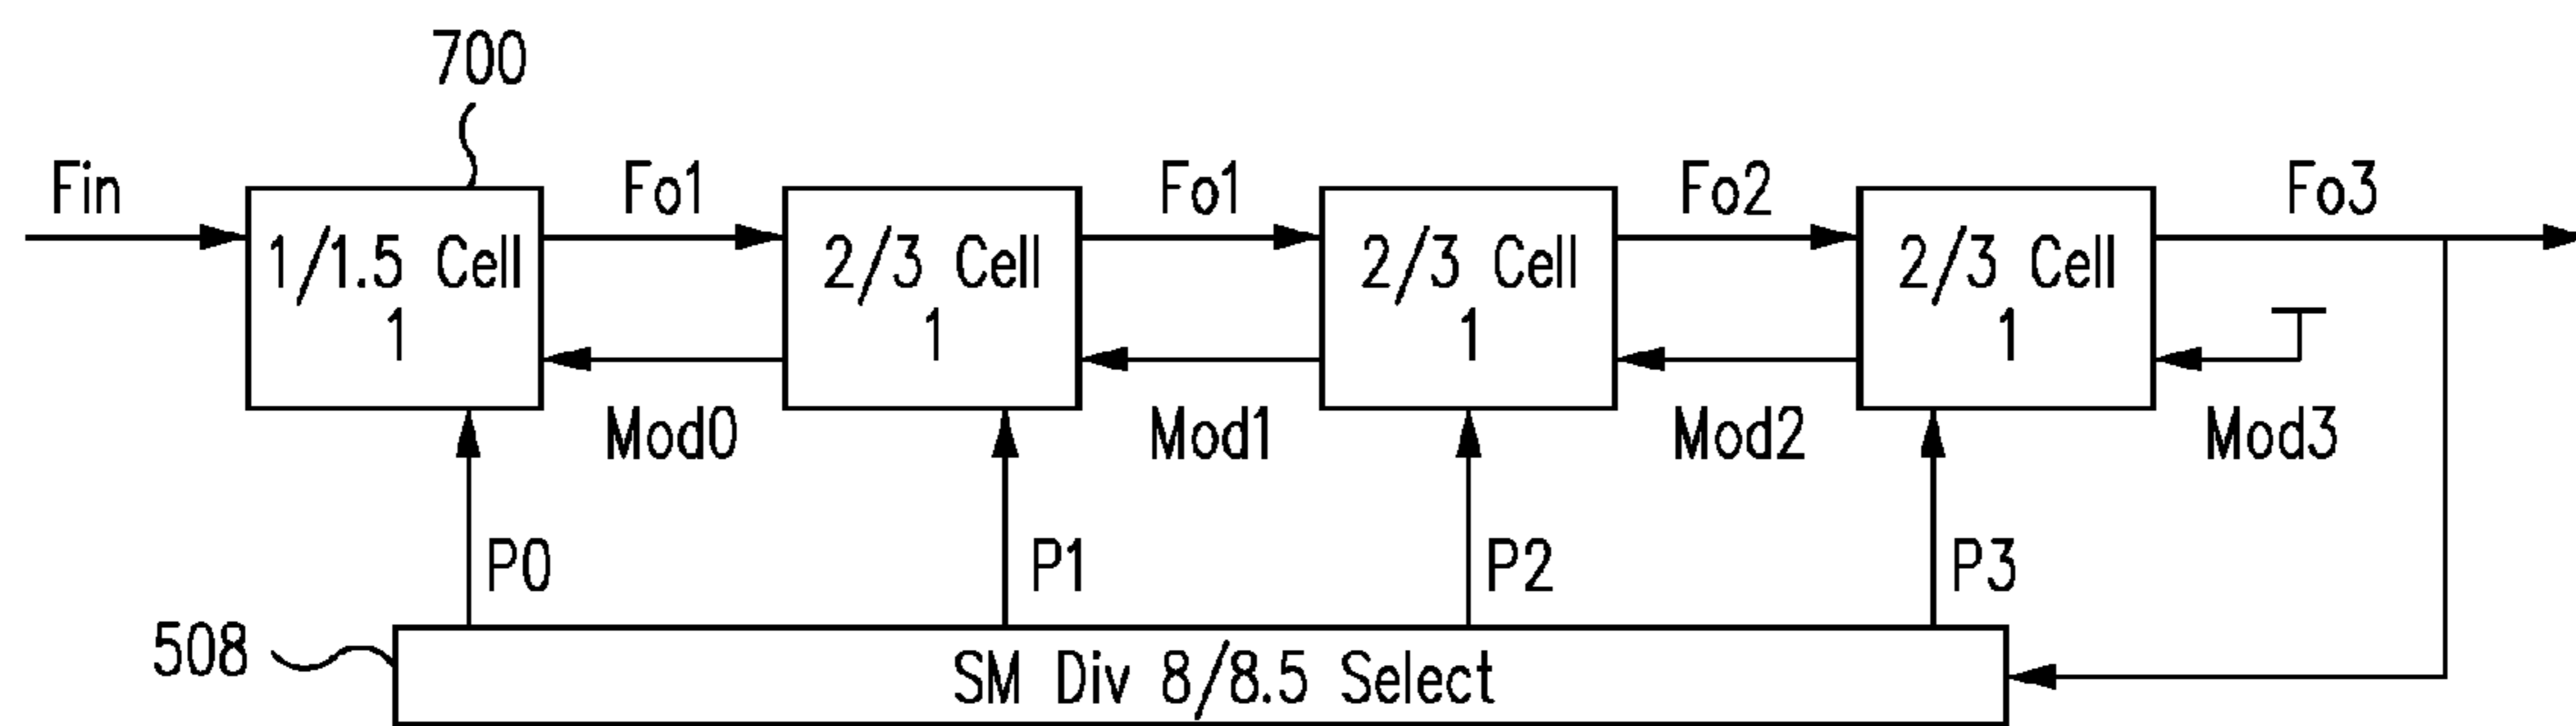 700
Fin
Fo1
Fo1
Fo2
Fo3
1/1.5 Cell
1
2/3 Cell
1
2/3 Cell
1
2/3 Cell
1
Mod0
Mod1
Mod2
Mod3
P0
P1
P2
P3
508
SM Div 8/8.5 Select